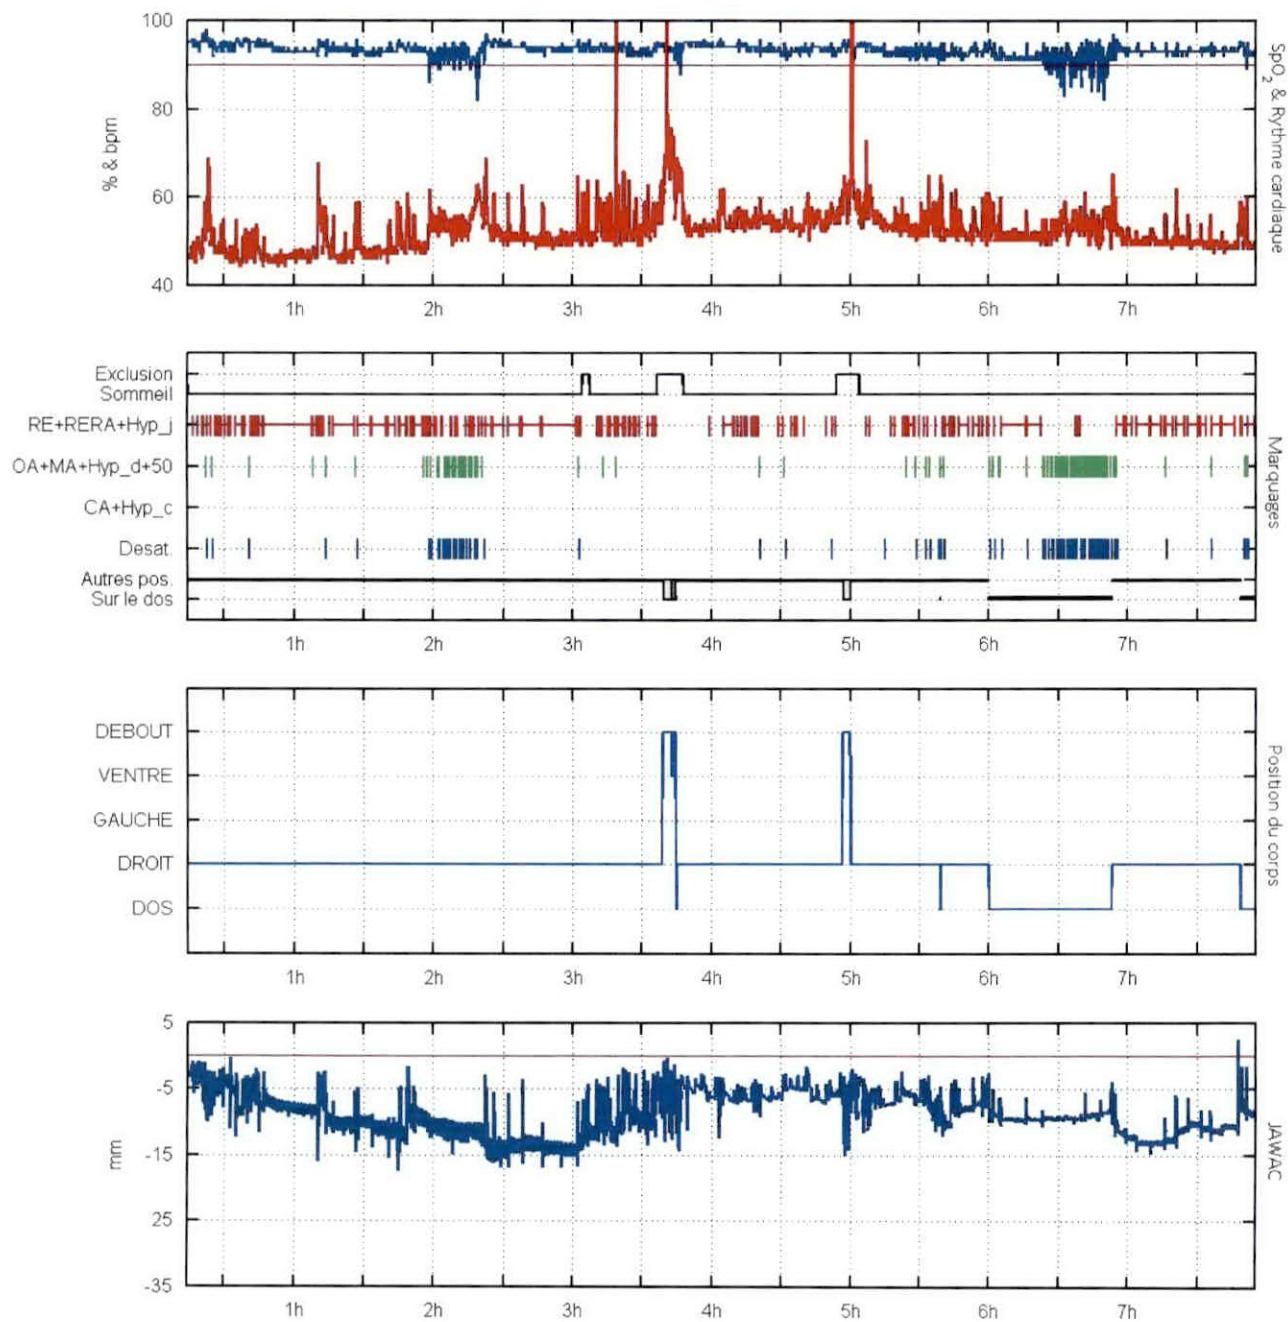 100
80
60
40
% & bpm
SpO2 & Rythme cardiaque
1h 2h 3h 4h 5h 6h 7h
Exclusion
Sommeil
RE+RERA+Hyp_j
OA+MA+Hyp_d+50
CA+Hyp_c
Desat.
Autres pos.
Sur le dos
Marquages
1h 2h 3h 4h 5h 6h 7h
DEBOUT
VENTRE
GAUCHE
DROIT
DOS
Position du corps
1h 2h 3h 4h 5h 6h 7h
5
-5
-15
25
-35
mm
JAWAC
1h 2h 3h 4h 5h 6h 7h